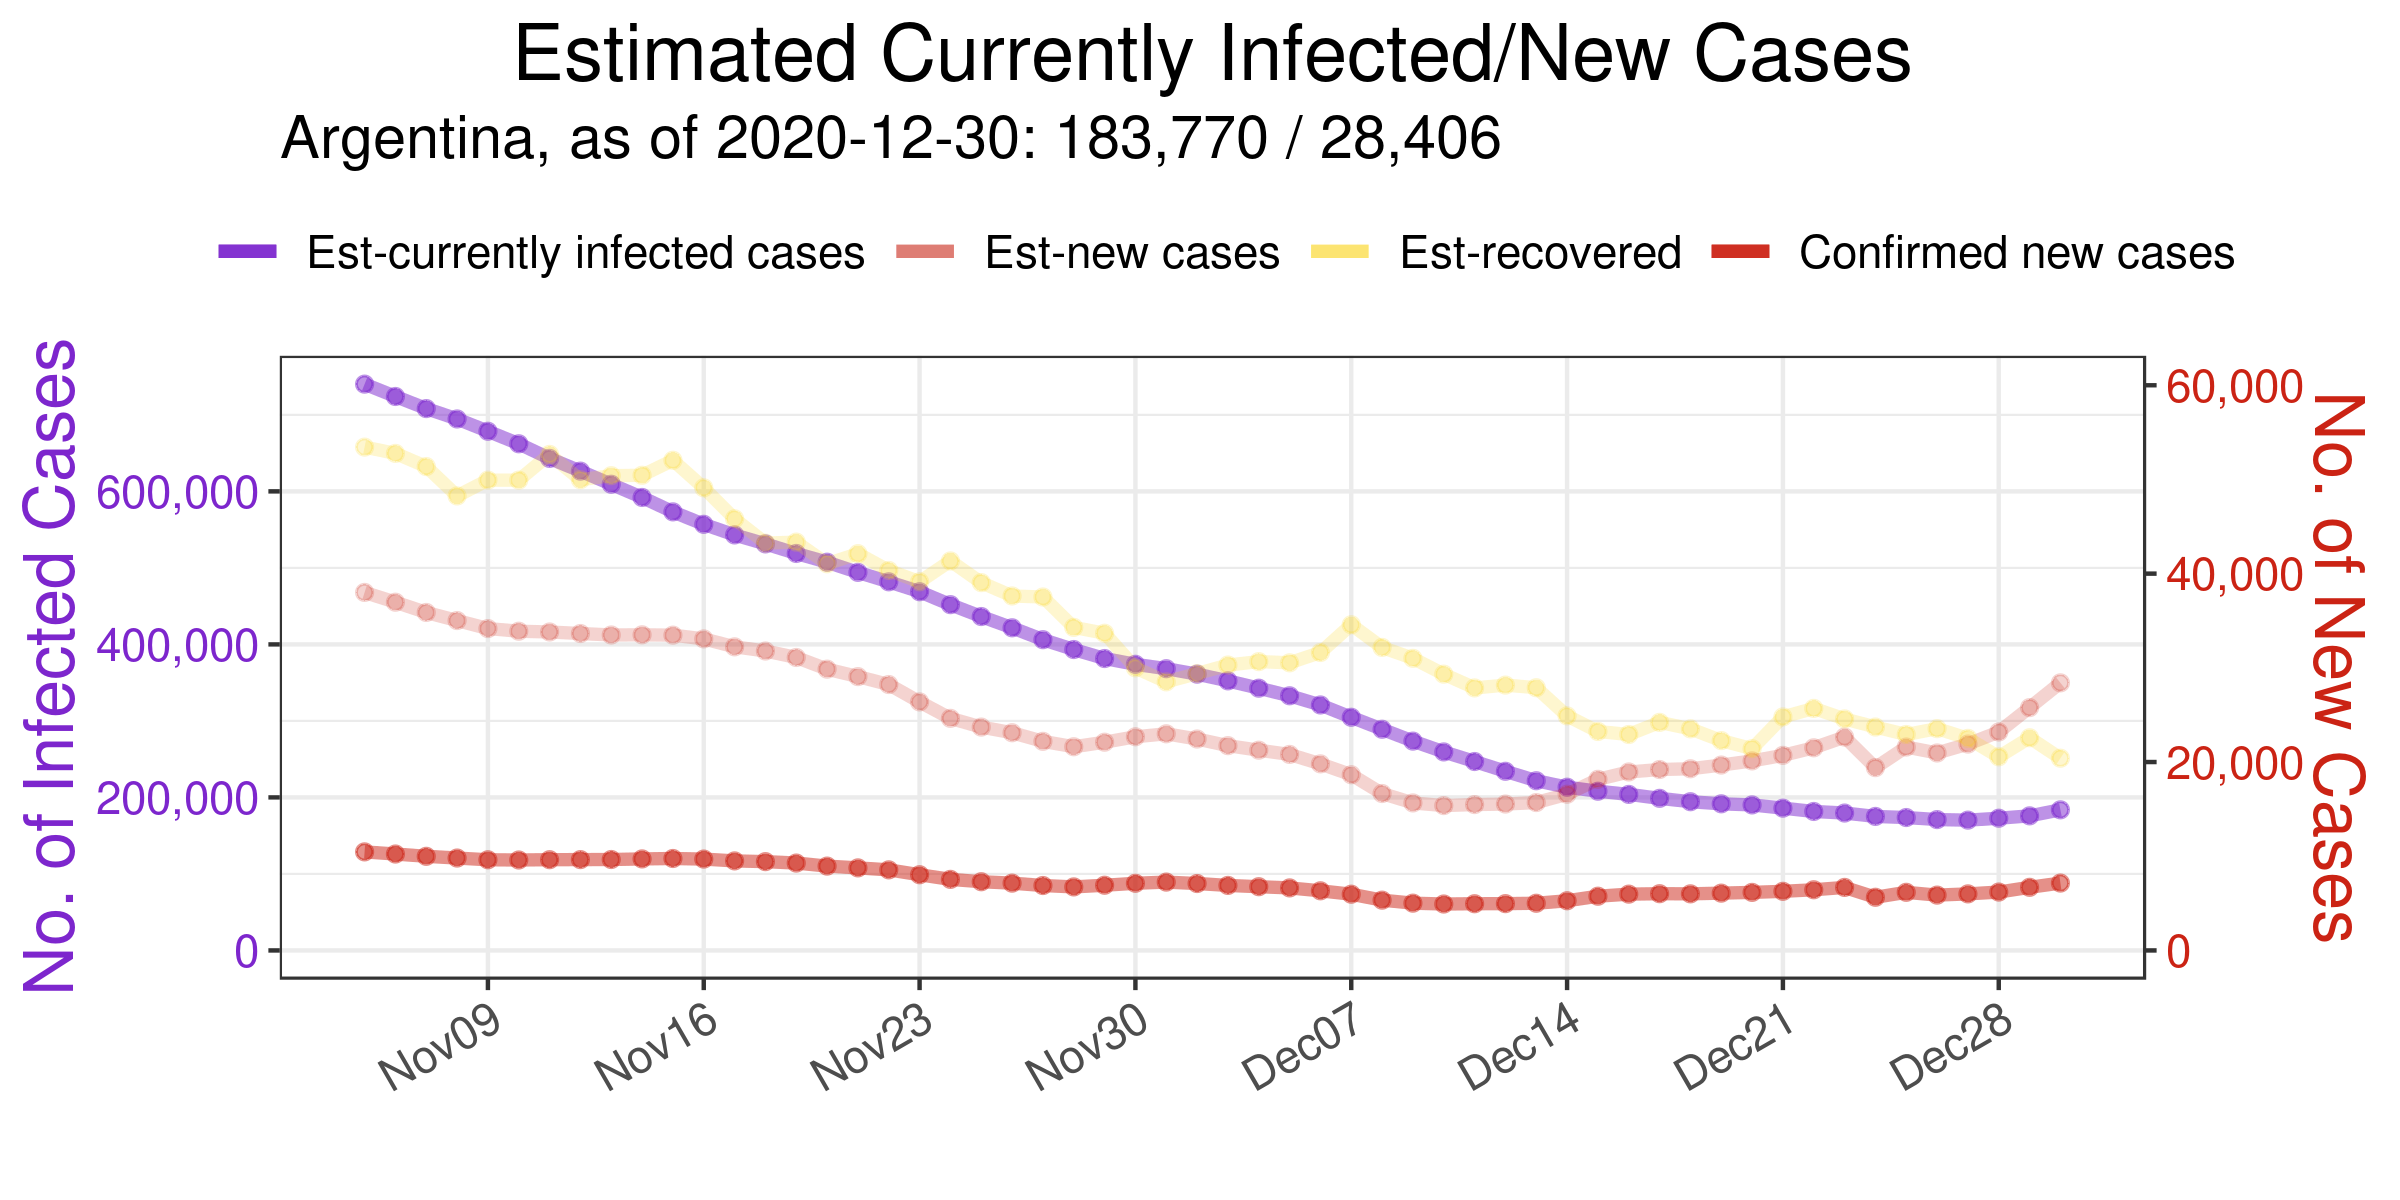 Estimated Currently Infected/New Cases
Argentina, as of 2020-12-30: 183,770 / 28,406
Est-currently infected cases Est-new cases Est-recovered Confirmed new cases
No. of Infected Cases
600,000
400,000
200,000
0
60,000
40,000
20,000
0
No. of New Cases
Nov09 Nov16 Nov23 Nov30 Dec07 Dec14 Dec21 Dec28